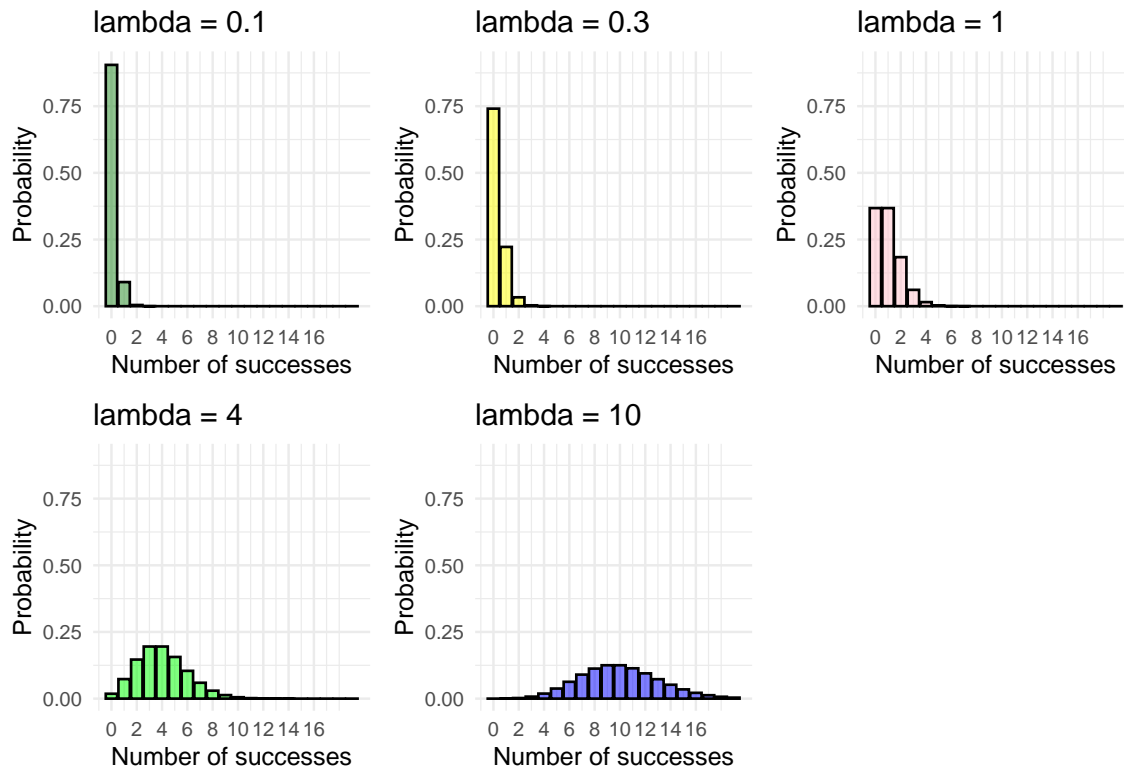 lambda = 0.1
Probability
0.75
0.50
0.25
0.00
0 2 4 6 8 10 12 14 16
Number of successes
lambda = 0.3
Probability
0.75
0.50
0.25
0.00
0 2 4 6 8 10 12 14 16
Number of successes
lambda = 1
Probability
0.75
0.50
0.25
0.00
0 2 4 6 8 10 12 14 16
Number of successes
lambda = 4
Probability
0.75
0.50
0.25
0.00
0 2 4 6 8 10 12 14 16
Number of successes
lambda = 10
Probability
0.75
0.50
0.25
0.00
0 2 4 6 8 10 12 14 16
Number of successes